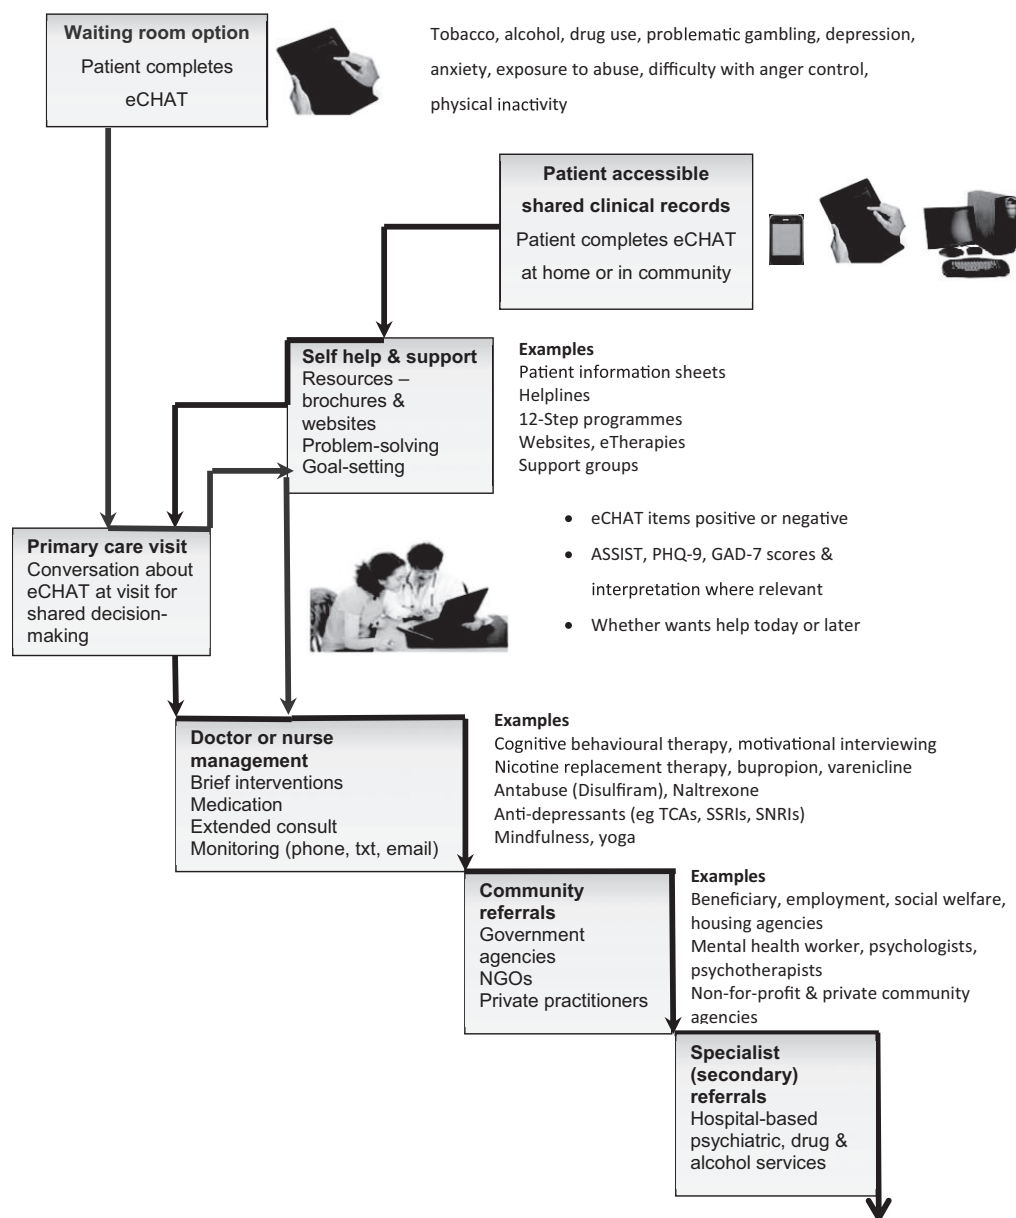 Waiting room option
Patient completes
eCHAT
Tobacco, alcohol, drug use, problematic gambling, depression,
anxiety, exposure to abuse, difficulty with anger control,
physical inactivity
Patient accessible
shared clinical records
Patient completes eCHAT
at home or in community
Self help & support
Resources –
brochures &
websites
Problem-solving
Goal-setting
Examples
Patient information sheets
Helplines
12-Step programmes
Websites, eTherapies
Support groups
Primary care visit
Conversation about
eCHAT at visit for
shared decision-
making
• eCHAT items positive or negative
• ASSIST, PHQ-9, GAD-7 scores &
interpretation where relevant
• Whether wants help today or later
Doctor or nurse
management
Brief interventions
Medication
Extended consult
Monitoring (phone, txt, email)
Examples
Cognitive behavioural therapy, motivational interviewing
Nicotine replacement therapy, bupropion, varenicline
Antabuse (Disulfiram), Naltrexone
Anti-depressants (eg TCAs, SSRIs, SNRIs)
Mindfulness, yoga
Community
referrals
Government
agencies
NGOs
Private practitioners
Examples
Beneficiary, employment, social welfare,
housing agencies
Mental health worker, psychologists,
psychotherapists
Non-for-profit & private community
agencies
Specialist
(secondary)
referrals
Hospital-based
psychiatric, drug &
alcohol services